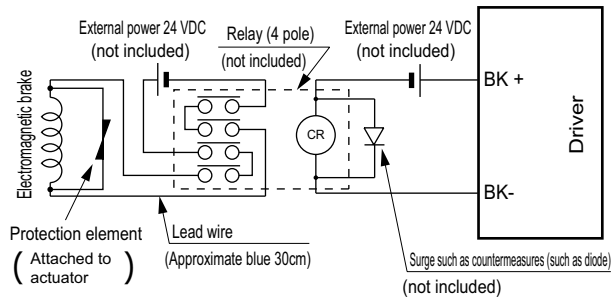 External power 24 VDC
(not included)
Relay (4 pole)
(not included)
External power 24 VDC
(not included)
Electromagnetic brake
CR
BK +
BK-
Driver
Protection element
( Attached to
actuator )
Lead wire
(Approximate blue 30cm)
Surge such as countermeasures (such as diode)
(not included)